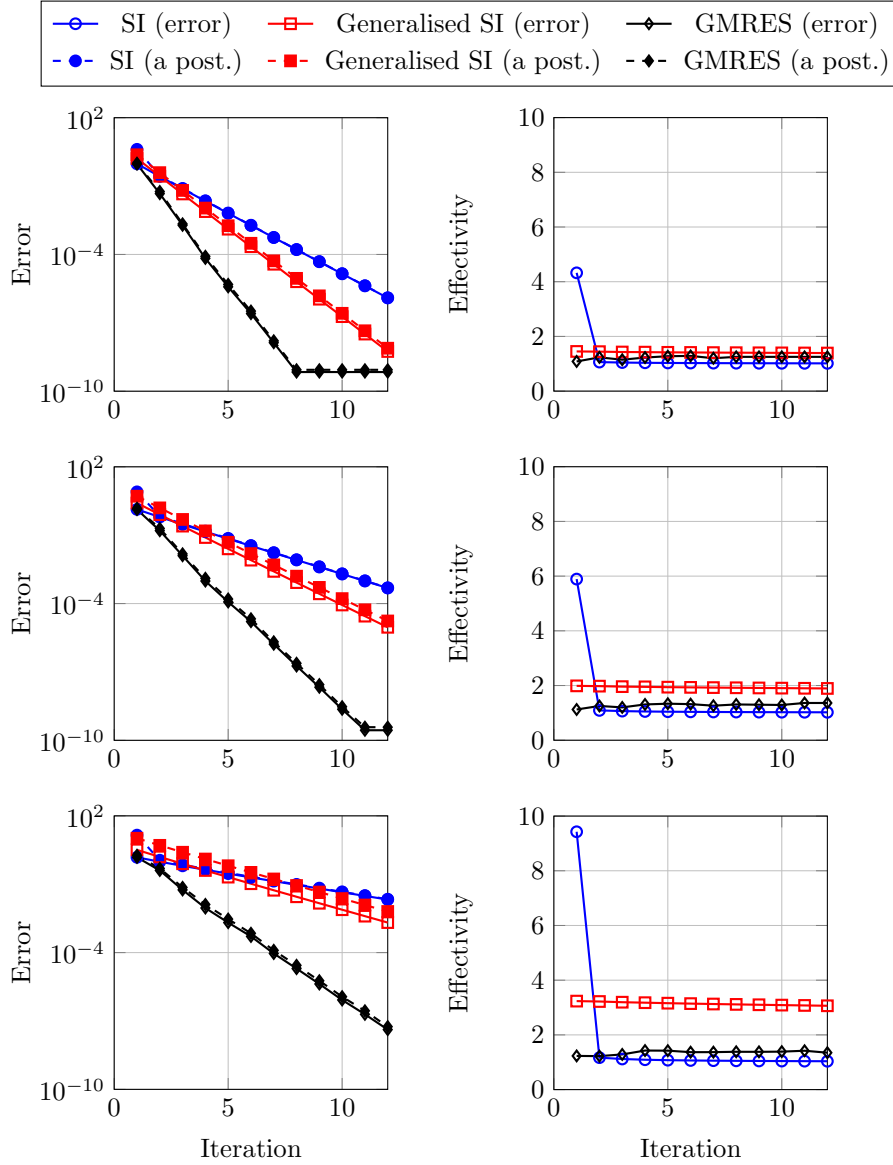 SI (error) Generalised SI (error) GMRES (error)
SI (a post.) Generalised SI (a post.) GMRES (a post.)
10^2
10^−4
10^−10
0 5 10
Error
10
8
6
4
2
0
0 5 10
Effectivity
10^2
10^−4
10^−10
0 5 10
Error
10
8
6
4
2
0
0 5 10
Effectivity
10^2
10^−4
10^−10
0 5 10
Error
Iteration
10
8
6
4
2
0
0 5 10
Effectivity
Iteration